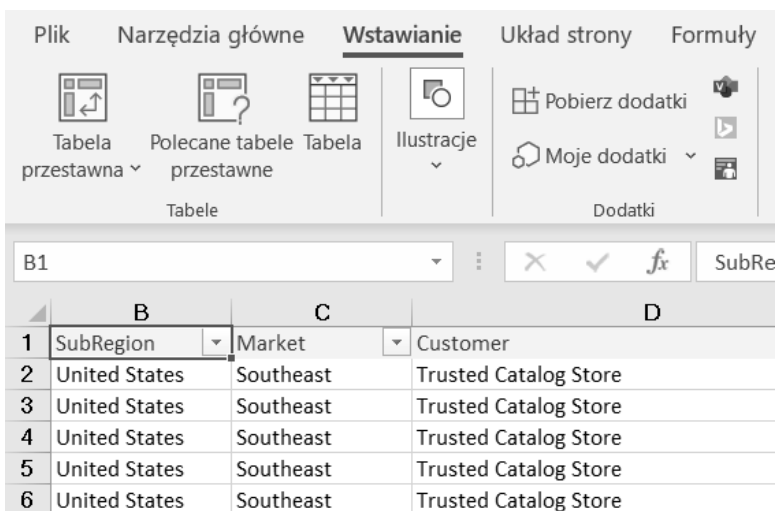 Plik Narzędzia główne Wstawianie Układ strony Formuły
Tabela przestawna
Polecane tabele przestawne
Tabela
Ilustracje
Pobierz dodatki
Moje dodatki
Tabele
Dodatki
B1 fx SubRe
B C D
1 SubRegion Market Customer
2 United States Southeast Trusted Catalog Store
3 United States Southeast Trusted Catalog Store
4 United States Southeast Trusted Catalog Store
5 United States Southeast Trusted Catalog Store
6 United States Southeast Trusted Catalog Store